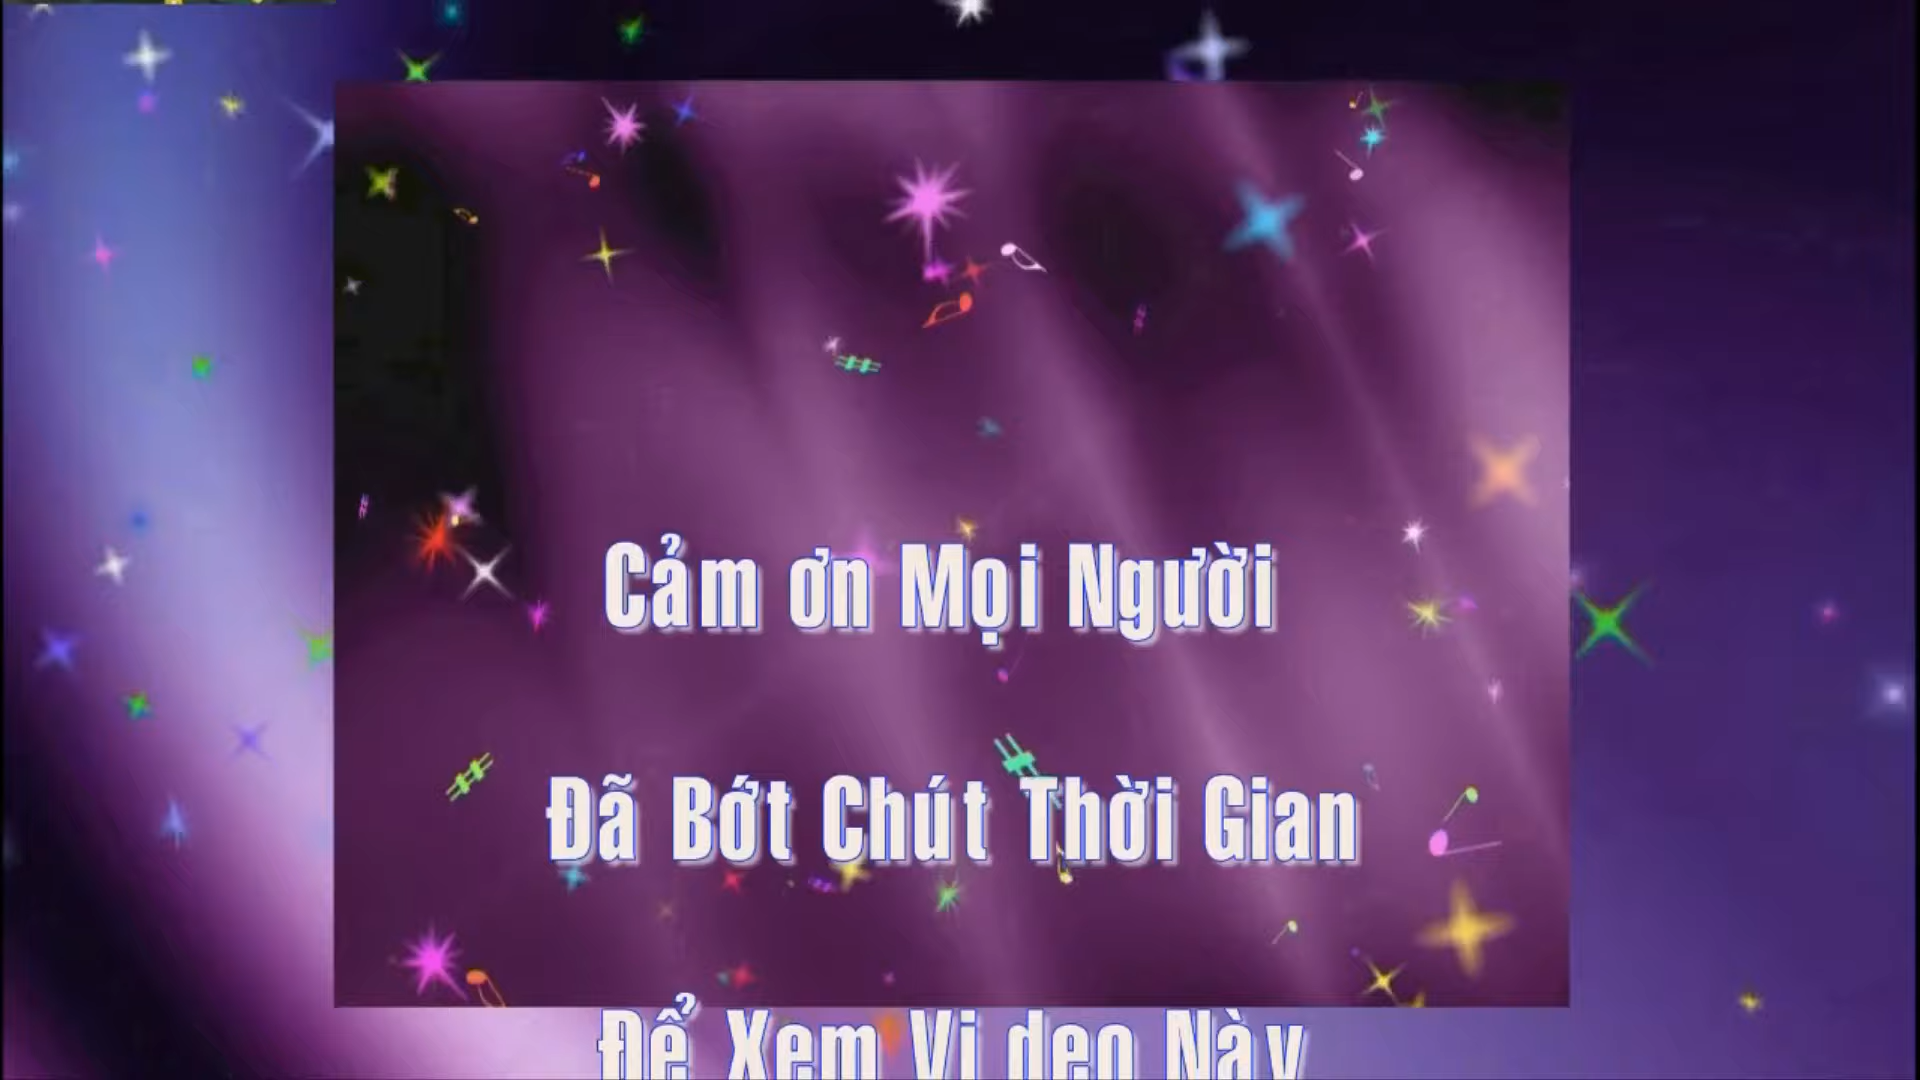 Cảm ơn Mọi Người
Đã Bớt Chút Thời Gian
Để Xem Vi deo Này